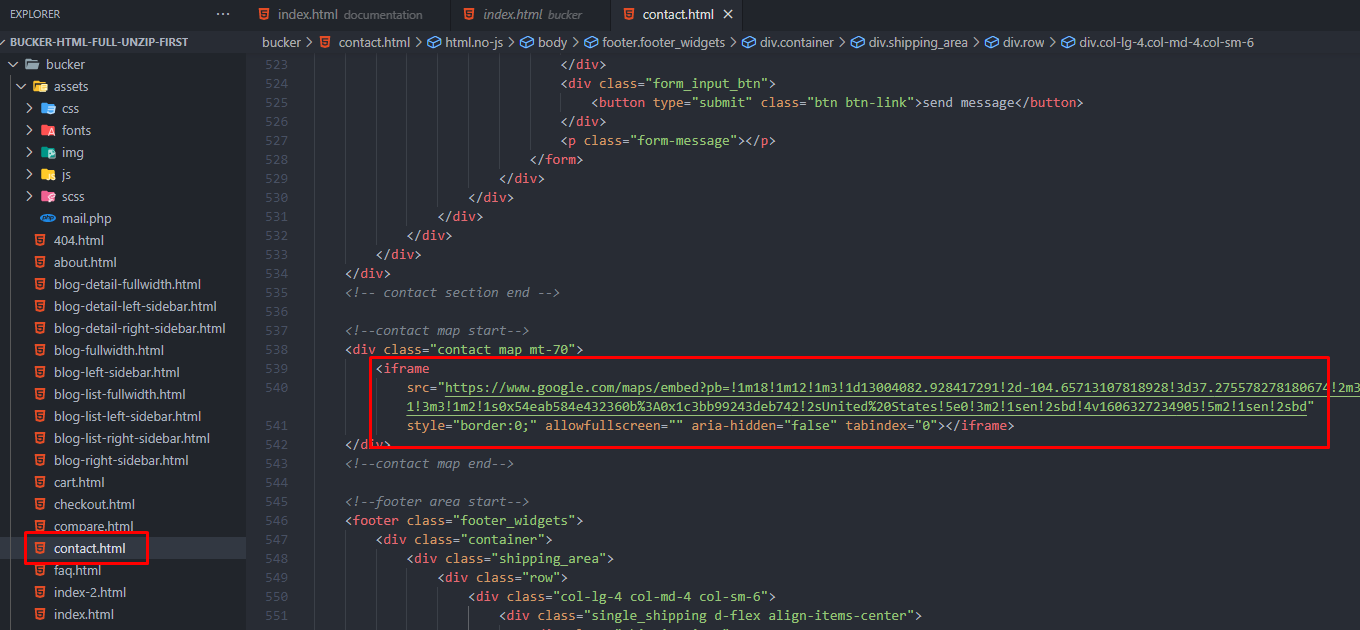 EXPLORER ...
index.html documentation
index.html bucker
contact.html
BUCKER-HTML-FULL-UNZIP-FIRST
bucker > contact.html > html.no-js > body > footer.footer_widgets > div.container > div.shipping_area > div.row > div.col-lg-4.col-md-4.col-sm-6
bucker
assets
css
fonts
img
js
scss
mail.php
404.html
about.html
blog-detail-fullwidth.html
blog-detail-left-sidebar.html
blog-detail-right-sidebar.html
blog-fullwidth.html
blog-left-sidebar.html
blog-list-fullwidth.html
blog-list-left-sidebar.html
blog-list-right-sidebar.html
blog-right-sidebar.html
cart.html
checkout.html
compare.html
contact.html
faq.html
index-2.html
index.html
523 </div>
524 <div class="form_input_btn">
525 <button type="submit" class="btn btn-link">send message</button>
526 </div>
527 <p class="form-message"></p>
528 </form>
529 </div>
530 </div>
531 </div>
532 </div>
533 </div>
534 </div>
535 <!-- contact section end -->
536
537 <!--contact map start-->
538 <div class="contact_map mt-70">
539 <iframe
540 src="https://www.google.com/maps/embed?pb=!1m18!1m12!1m3!1d13004082.928417291!2d-104.65713107818928!3d37.275578278180674!2m3
1!3m3!1m2!1s0x54eab584e432360b%3A0x1c3bb99243deb742!2sUnited%20States!5e0!3m2!1sen!2sbd!4v1606327234905!5m2!1sen!2sbd"
541 style="border:0;" allowfullscreen="" aria-hidden="false" tabindex="0"></iframe>
542 </div>
543 <!--contact map end-->
544
545 <!--footer area start-->
546 <footer class="footer_widgets">
547 <div class="container">
548 <div class="shipping_area">
549 <div class="row">
550 <div class="col-lg-4 col-md-4 col-sm-6">
551 <div class="single_shipping d-flex align-items-center">